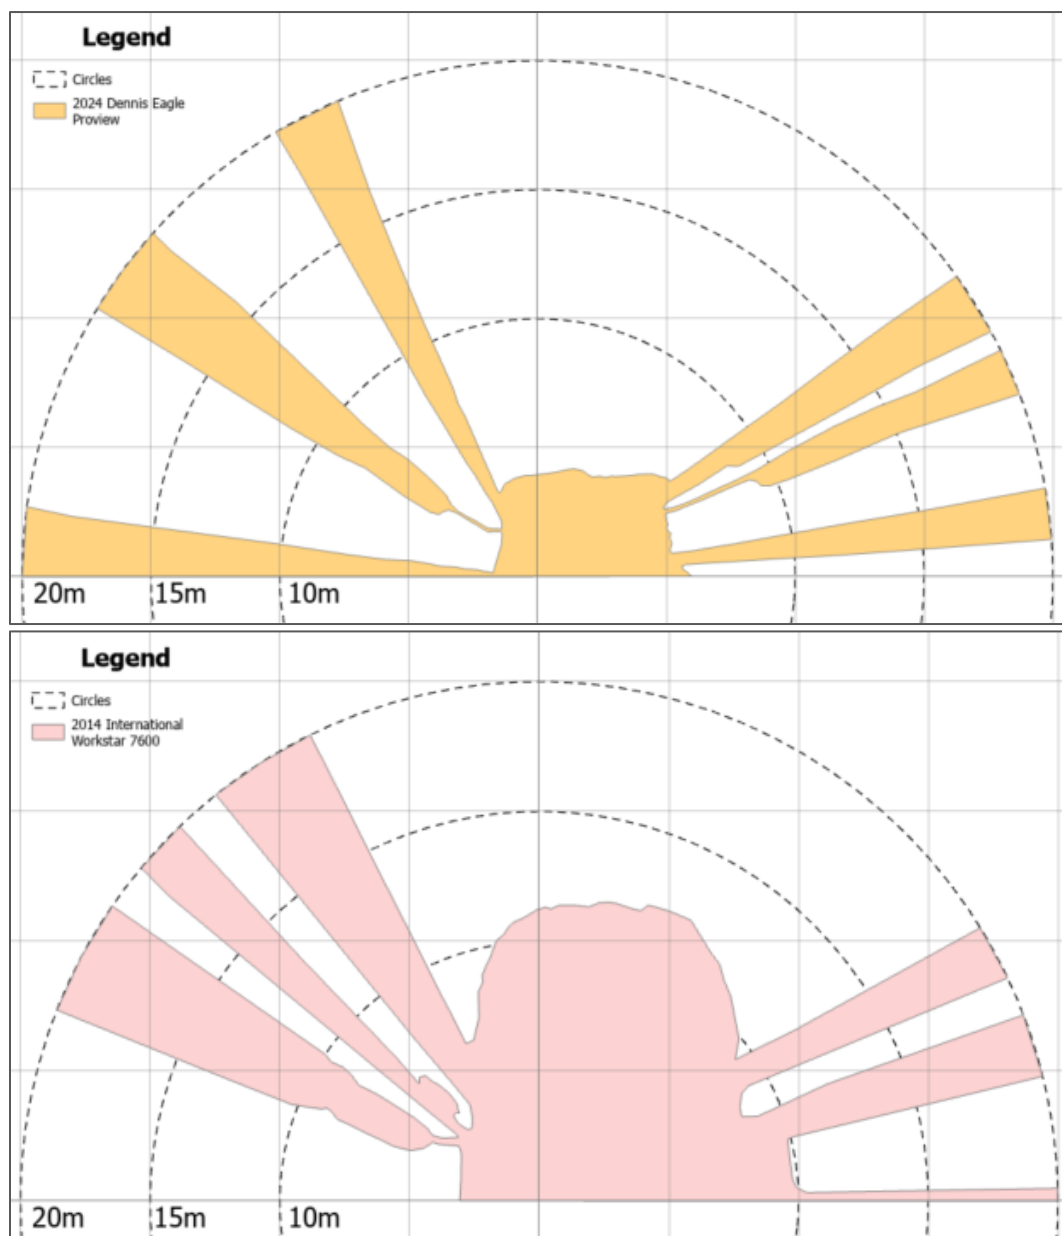 Legend
Circles
2024 Dennis Eagle
Proview
20m
15m
10m
Legend
Circles
2014 International
Workstar 7600
20m
15m
10m